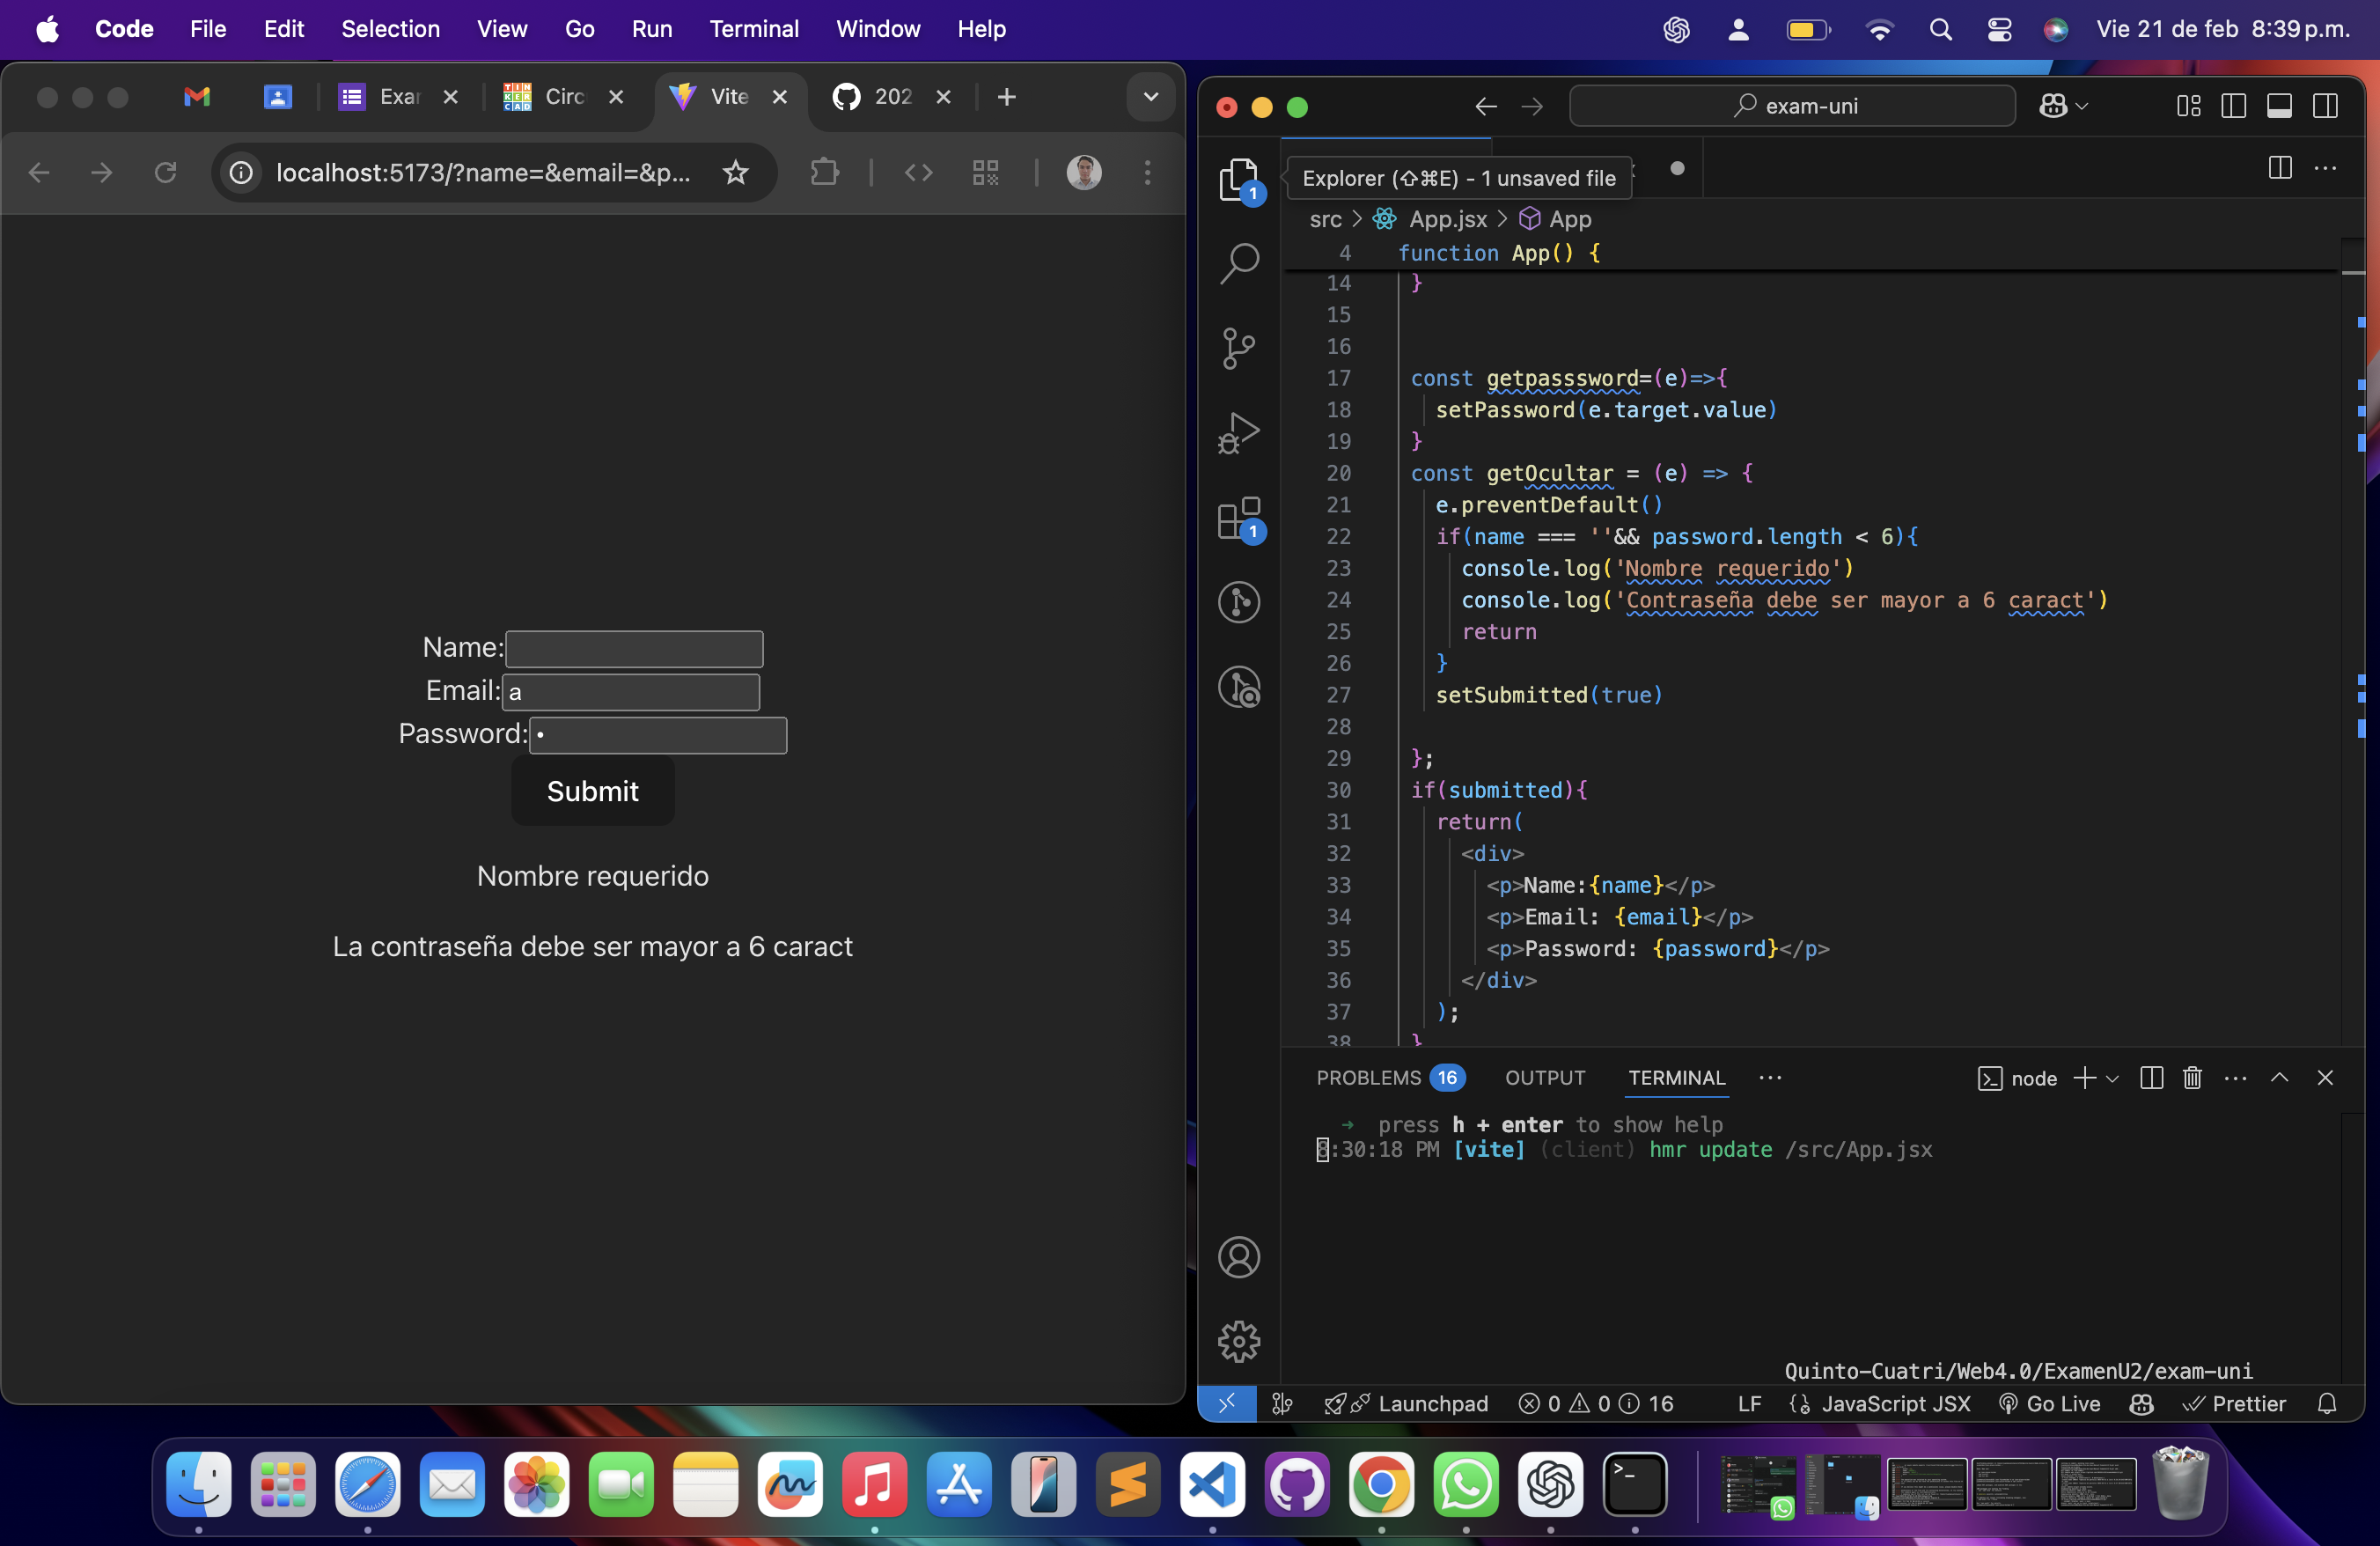 Code File Edit Selection View Go Run Terminal Window Help
Vie 21 de feb 8:39 p.m.
Exar
Circ
Vite
202
localhost:5173/?name=&email=&p...
Name:
Email: a
Password: •
Submit
Nombre requerido
La contraseña debe ser mayor a 6 caract
exam-uni
1
Explorer (⇧⌘E) - 1 unsaved file
src > App.jsx > App
4 function App() {
14 }
15
16
17 const getpasssword=(e)=>{
18 setPassword(e.target.value)
19 }
20 const getOcultar = (e) => {
21 e.preventDefault()
22 if(name === ''&& password.length < 6){
23 console.log('Nombre requerido')
24 console.log('Contraseña debe ser mayor a 6 caract')
25 return
26 }
27 setSubmitted(true)
28
29 };
30 if(submitted){
31 return(
32 <div>
33 <p>Name:{name}</p>
34 <p>Email: {email}</p>
35 <p>Password: {password}</p>
36 </div>
37 );
38 }
1
PROBLEMS 16 OUTPUT TERMINAL ... node
➜ press h + enter to show help
8:30:18 PM [vite] (client) hmr update /src/App.jsx
Quinto-Cuatri/Web4.0/ExamenU2/exam-uni
Launchpad 0 0 16 LF JavaScript JSX Go Live Prettier